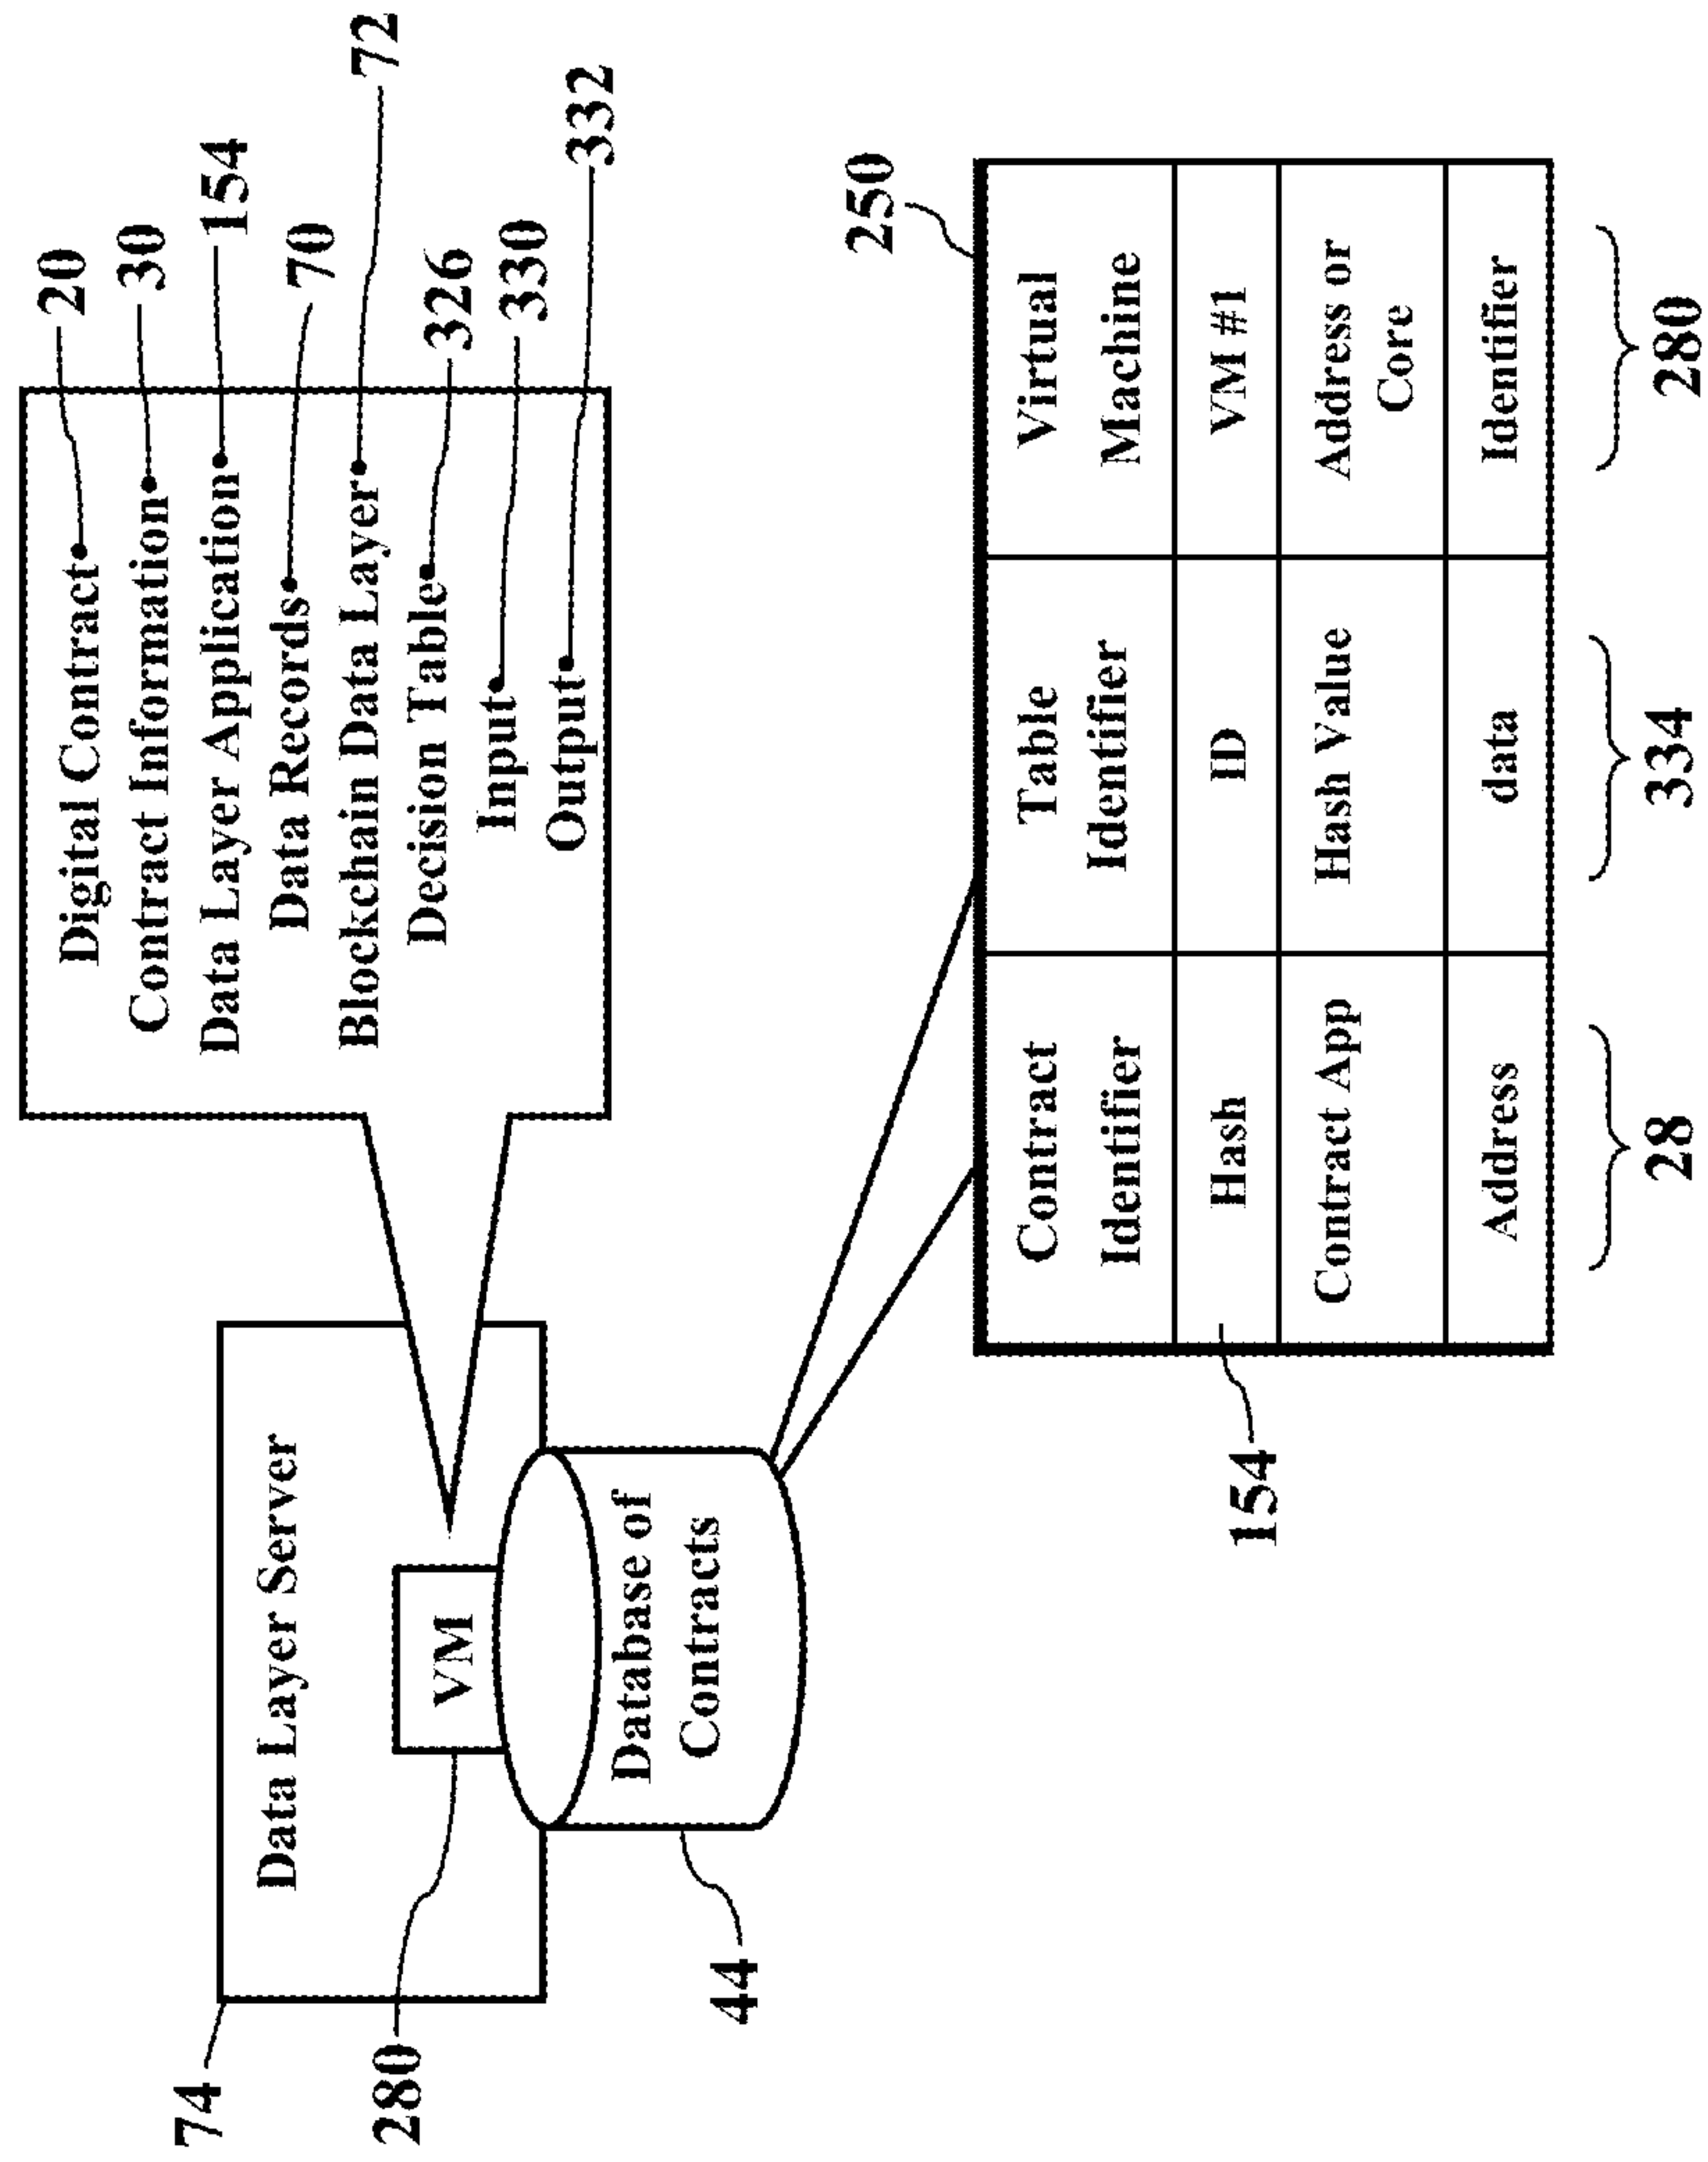 Data Layer Server
74
VM
280
Database of
Contracts
44
Digital Contract
20
Contract Information
30
Data Layer Application
154
Data Records
70
Blockchain Data Layer
72
Decision Table
326
Input
330
Output
332
250
Contract
Identifier
Table
Identifier
Virtual
Machine
Hash
ID
VM #1
Contract App
Hash Value
Address or
Core
Address
data
Identifier
154
28
334
280